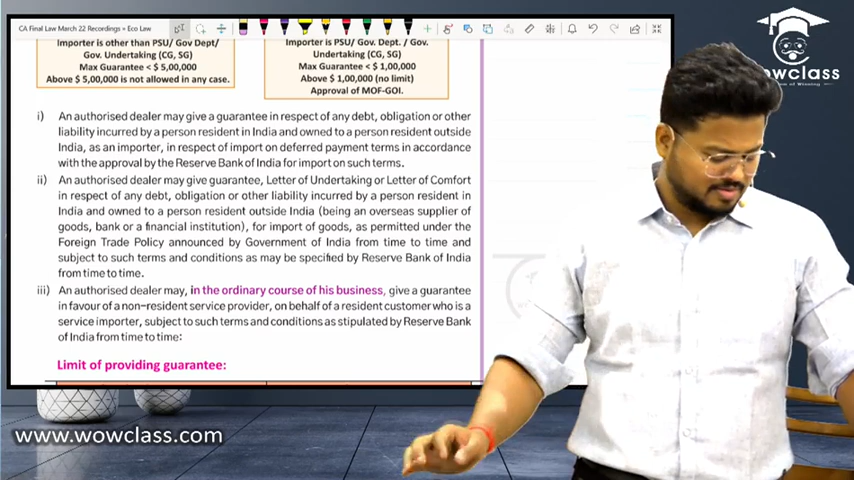 CA Final Law March 22 Recordings + Eco Law
Importer is other than PSU/ Gov Dept/
Gov. Undertaking (CG, SG)
Max Guarantee < $ 5,00,000
Above $ 5,00,000 is not allowed in any case.
Importer is PSU/ Gov. Dept. / Gov.
Undertaking (CG, SG)
Max Guarantee < $ 1,00,000
Above $ 1,00,000 (no limit)
Approval of MOF-GOI.
i) An authorised dealer may give a guarantee in respect of any debt, obligation or other
liability incurred by a person resident in India and owned to a person resident outside
India, as an importer, in respect of import on deferred payment terms in accordance
with the approval by the Reserve Bank of India for import on such terms.
ii) An authorised dealer may give guarantee, Letter of Undertaking or Letter of Comfort
in respect of any debt, obligation or other liability incurred by a person resident in
India and owned to a person resident outside India (being an overseas supplier of
goods, bank or a financial institution), for import of goods, as permitted under the
Foreign Trade Policy announced by Government of India from time to time and
subject to such terms and conditions as may be specified by Reserve Bank of India
from time to time.
iii) An authorised dealer may, in the ordinary course of his business, give a guarantee
in favour of a non-resident service provider, on behalf of a resident customer who is a
service importer, subject to such terms and conditions as stipulated by Reserve Bank
of India from time to time:
Limit of providing guarantee:
wowclass
of Winning
www.wowclass.com